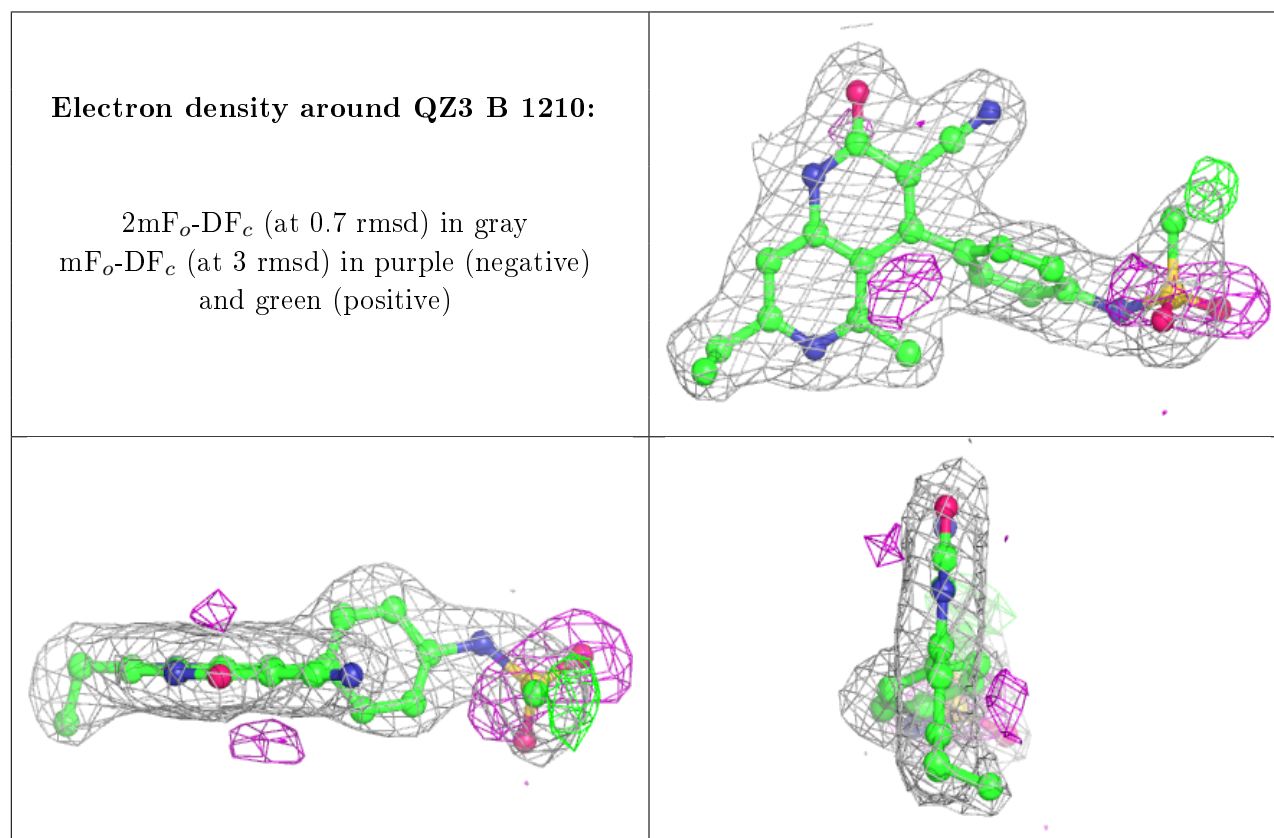 Electron density around QZ3 B 1210:
2mFo-DFc (at 0.7 rmsd) in gray
mFo-DFc (at 3 rmsd) in purple (negative)
and green (positive)